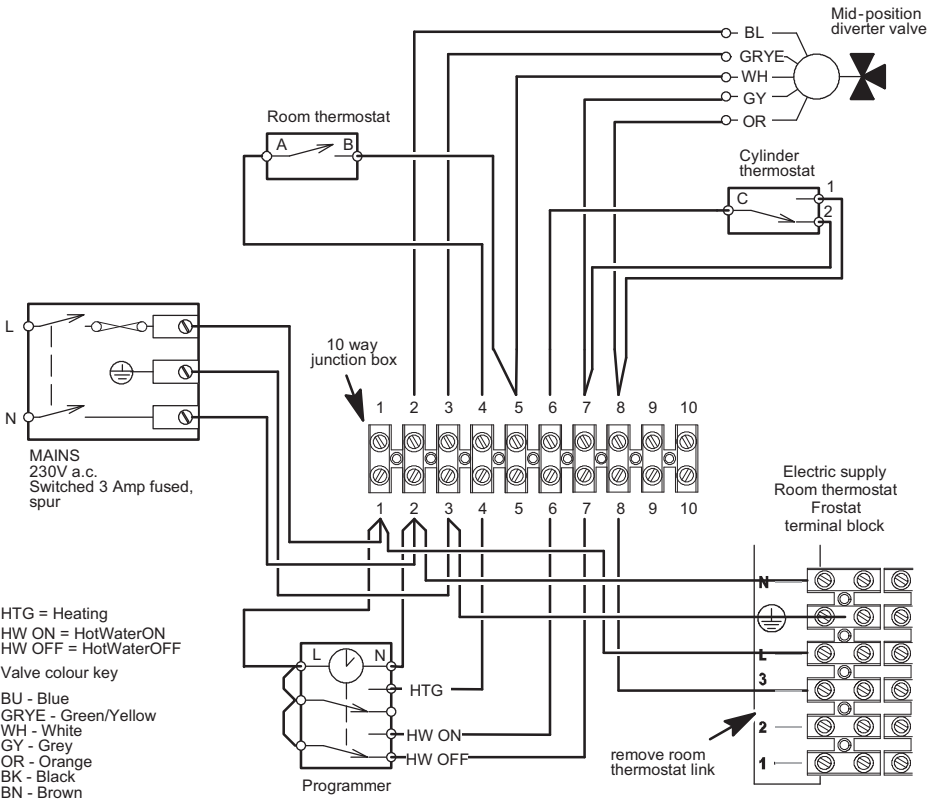 Mid-position
diverter valve
BL
GRYE
WH
GY
OR
Room thermostat
A B
Cylinder
thermostat
C 1
2
L
N
MAINS
230V a.c.
Switched 3 Amp fused,
spur
10 way
junction box
1 2 3 4 5 6 7 8 9 10
1 2 3 4 5 6 7 8 9 10
Electric supply
Room thermostat
Frostat
terminal block
N
L
3
2
1
remove room
thermostat link
HTG = Heating
HW ON = HotWaterON
HW OFF = HotWaterOFF
Valve colour key
BU - Blue
GRYE - Green/Yellow
WH - White
GY - Grey
OR - Orange
BK - Black
BN - Brown
L N
HTG
HW ON
HW OFF
Programmer